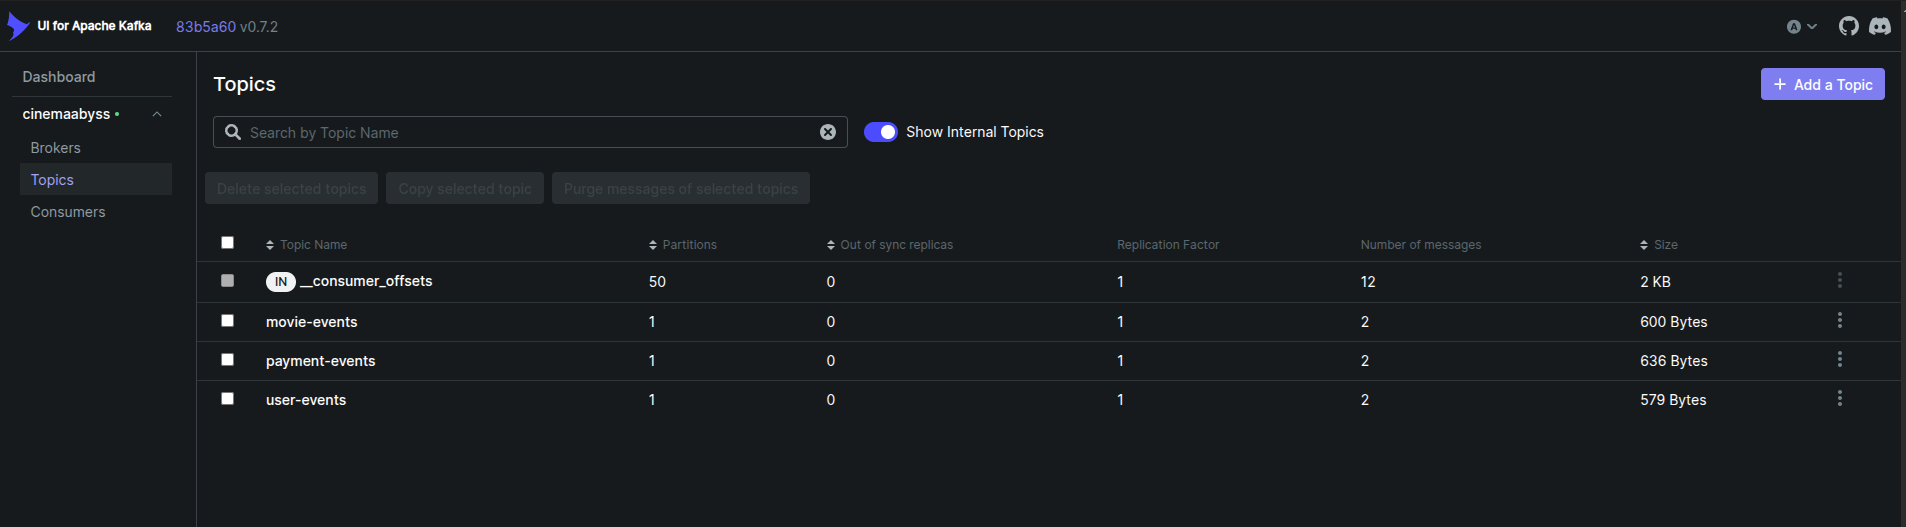 UI for Apache Kafka 83b5a60 v0.7.2 A
Dashboard
cinemaabyss
Brokers
Topics
Consumers
Topics
+ Add a Topic
Search by Topic Name
Show Internal Topics
Delete selected topics Copy selected topic Purge messages of selected topics
Topic Name Partitions Out of sync replicas Replication Factor Number of messages Size
IN __consumer_offsets 50 0 1 12 2 KB
movie-events 1 0 1 2 600 Bytes
payment-events 1 0 1 2 636 Bytes
user-events 1 0 1 2 579 Bytes